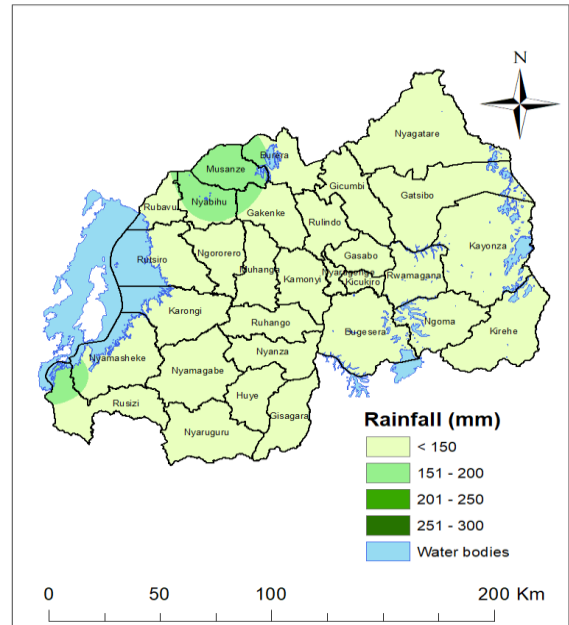 N
Nyagatare
Burera
Musanze
Gicumbi
Gatsibo
Nyabihu
Rubavu
Gakenke
Rulindo
Kayonza
Rutsiro
Ngororero
Gasabo
Muhanga
Nyarugenge
Rwamagana
Kamonyi
Kicukiro
Karongi
Ngoma
Ruhango
Bugesera
Kirehe
Nyamasheke
Nyanza
Nyamagabe
Huye
Rusizi
Gisagara
Nyaruguru
Rainfall (mm)
< 150
151 - 200
201 - 250
251 - 300
Water bodies
0 50 100 200 Km